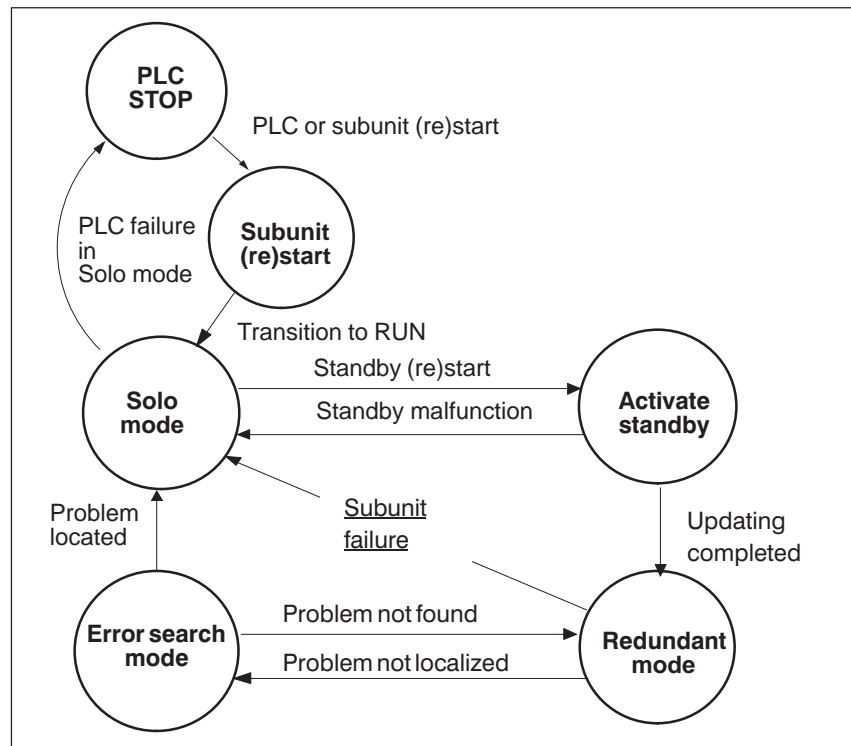 PLC
STOP
PLC or subunit (re)start
PLC failure
in
Solo mode
Subunit
(re)start
Transition to RUN
Solo
mode
Standby (re)start
Standby malfunction
Activate
standby
Problem
located
Subunit
failure
Updating
completed
Error search
mode
Problem not found
Problem not localized
Redundant
mode